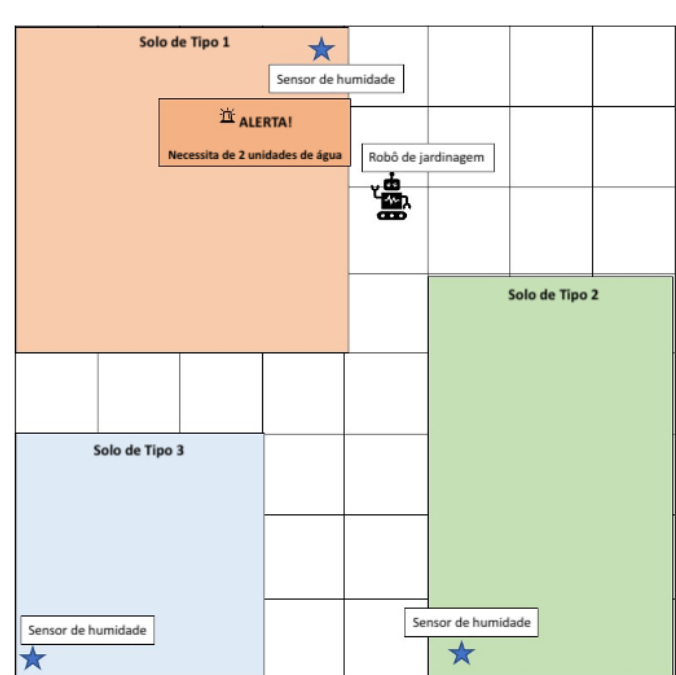 Solo de Tipo 1
Sensor de humidade
ALERTA!
Necessita de 2 unidades de água
Robô de jardinagem
Solo de Tipo 2
Solo de Tipo 3
Sensor de humidade
Sensor de humidade